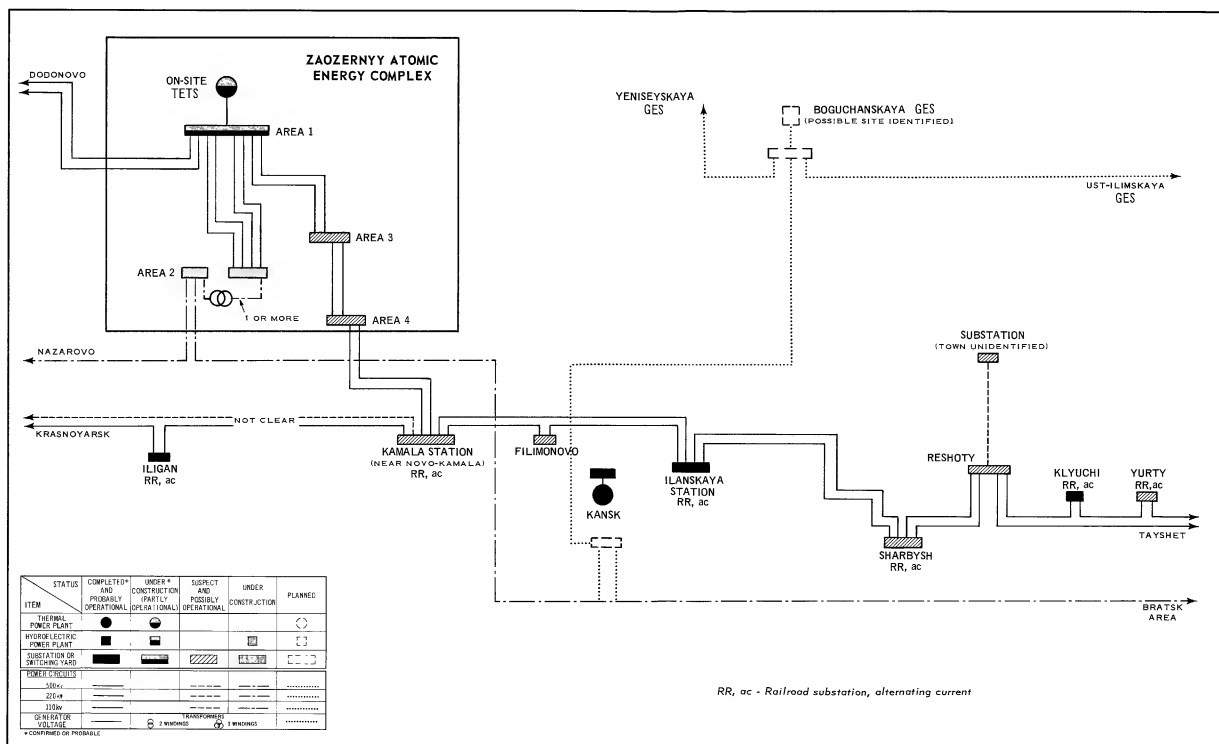 ZAOZERNYY ATOMIC
ENERGY COMPLEX
DODONOVO
ON-SITE
TETS
AREA 1
AREA 3
AREA 2
1 OR MORE
AREA 4
NAZAROVO
YENISEYSKAYA
GES
BOGUCHANSKAYA GES
(POSSIBLE SITE IDENTIFIED)
UST-ILIMSKAYA
GES
SUBSTATION
(TOWN UNIDENTIFIED)
NOT CLEAR
KRASNOYARSK
ILIGAN
RR, ac
KAMALA STATION
(NEAR NOVO-KAMALA)
RR, ac
FILIMONOVO
ILANSKAYA
STATION
RR, ac
KANSK
RESHOTY
KLYUCHI
RR, ac
YURTY
RR,ac
TAYSHET
SHARBYSH
RR, ac
BRATSK
AREA
STATUS
ITEM
COMPLETED*
AND
PROBABLY
OPERATIONAL
UNDER*
CONSTRUCTION
(PARTLY
OPERATIONAL)
SUSPECT
AND
POSSIBLY
OPERATIONAL
UNDER
CONSTRUCTION
PLANNED
THERMAL
POWER PLANT
HYDROELECTRIC
POWER PLANT
SUBSTATION OR
SWITCHING YARD
POWER CIRCUITS
500kv
220kv
110kv
GENERATOR
VOLTAGE
TRANSFORMERS
2 WINDINGS
3 WINDINGS
* CONFIRMED OR PROBABLE
RR, ac - Railroad substation, alternating current